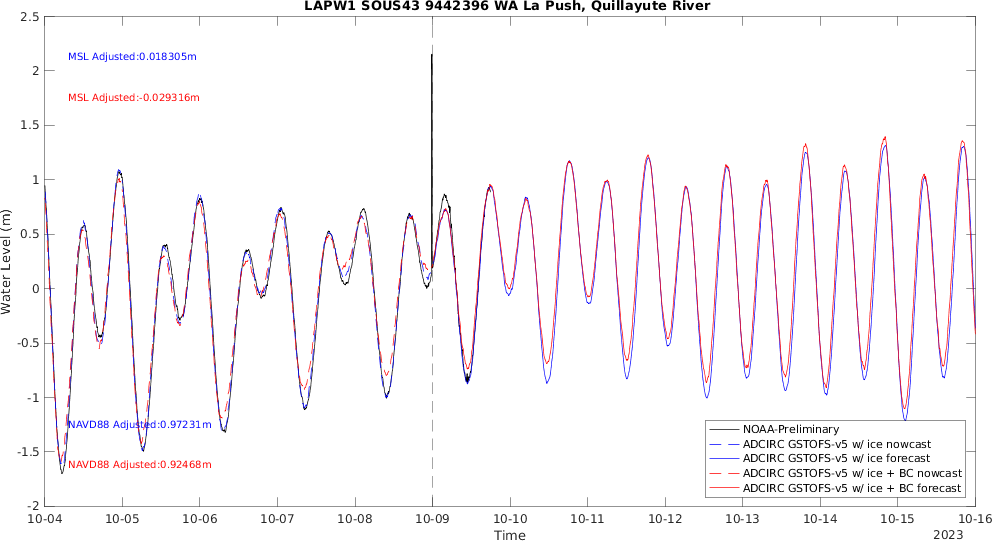 LAPW1 SOUS43 9442396 WA La Push, Quillayute River
2.5
2
1.5
1
0.5
0
-0.5
-1
-1.5
-2
Water Level (m)
MSL Adjusted:0.018305m
MSL Adjusted:-0.029316m
NAVD88 Adjusted:0.97231m
NAVD88 Adjusted:0.92468m
NOAA-Preliminary
ADCIRC GSTOFS-v5 w/ ice nowcast
ADCIRC GSTOFS-v5 w/ ice forecast
ADCIRC GSTOFS-v5 w/ ice + BC nowcast
ADCIRC GSTOFS-v5 w/ ice + BC forecast
10-04 10-05 10-06 10-07 10-08 10-09 10-10 10-11 10-12 10-13 10-14 10-15 10-16
Time
2023